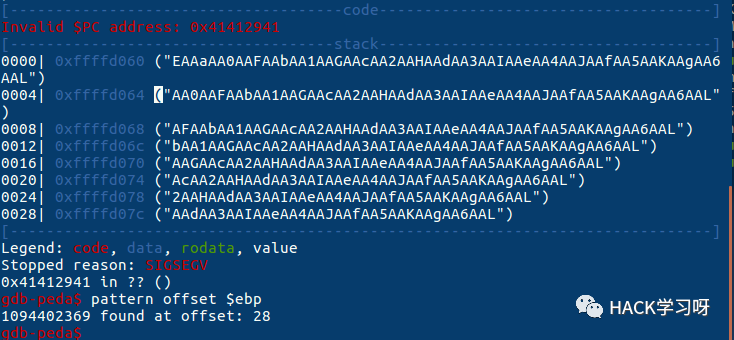 [-------------------------------------code-------------------------------------]
Invalid $PC address: 0x41412941
[------------------------------------stack-------------------------------------]
0000| 0xffffd060 ("EAAaAA0AAFAAbAA1AAGAAcAA2AAHAAdAA3AAIAAeAA4AAJAAfAA5AAKAAgAA6
AAL")
0004| 0xffffd064 ("AA0AAFAAbAA1AAGAAcAA2AAHAAdAA3AAIAAeAA4AAJAAfAA5AAKAAgAA6AAL"
)
0008| 0xffffd068 ("AFAAbAA1AAGAAcAA2AAHAAdAA3AAIAAeAA4AAJAAfAA5AAKAAgAA6AAL")
0012| 0xffffd06c ("bAA1AAGAAcAA2AAHAAdAA3AAIAAeAA4AAJAAfAA5AAKAAgAA6AAL")
0016| 0xffffd070 ("AAGAAcAA2AAHAAdAA3AAIAAeAA4AAJAAfAA5AAKAAgAA6AAL")
0020| 0xffffd074 ("AcAA2AAHAAdAA3AAIAAeAA4AAJAAfAA5AAKAAgAA6AAL")
0024| 0xffffd078 ("2AAHAAdAA3AAIAAeAA4AAJAAfAA5AAKAAgAA6AAL")
0028| 0xffffd07c ("AAdAA3AAIAAeAA4AAJAAfAA5AAKAAgAA6AAL")
[------------------------------------------------------------------------------]
Legend: code, data, rodata, value
Stopped reason: SIGSEGV
0x41412941 in ?? ()
gdb-peda$ pattern offset $ebp
1094402369 found at offset: 28
gdb-peda$
HACK学习呀